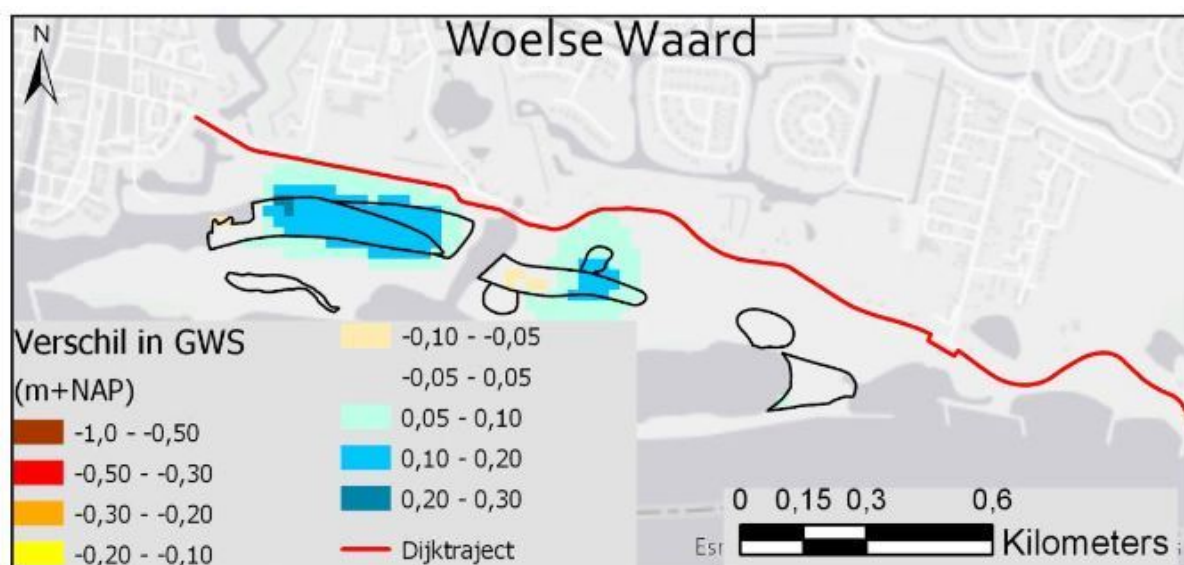 Woelse Waard
N
Verschil in GWS
(m+NAP)
-1,0 - -0,50
-0,50 - -0,30
-0,30 - -0,20
-0,20 - -0,10
-0,10 - -0,05
-0,05 - 0,05
0,05 - 0,10
0,10 - 0,20
0,20 - 0,30
Dijktraject
0 0,15 0,3 0,6
Kilometers